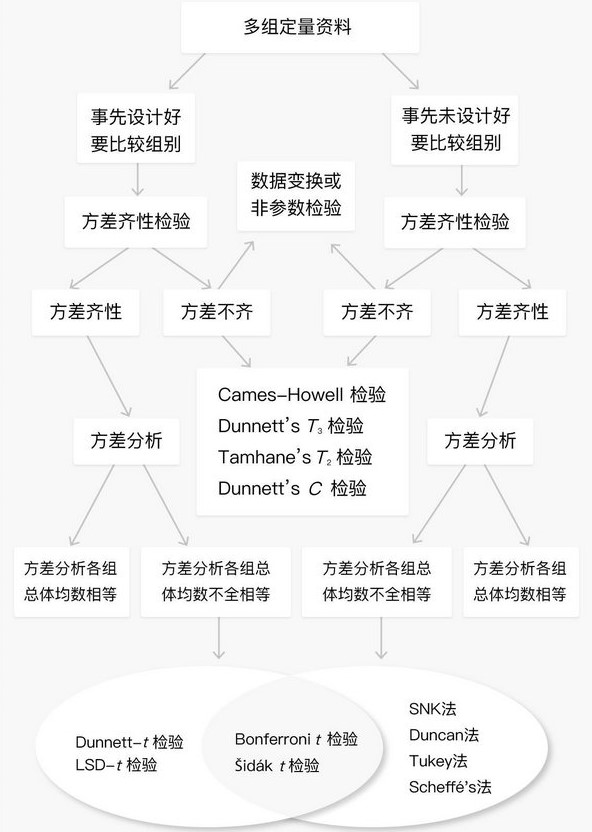 多组定量资料
事先设计好
要比较组别
事先未设计好
要比较组别
数据变换或
非参数检验
方差齐性检验
方差齐性检验
方差齐性
方差不齐
方差不齐
方差齐性
Cames-Howell 检验
Dunnett's T₃ 检验
Tamhane's T₂ 检验
Dunnett's C 检验
方差分析
方差分析
方差分析各组
总体均数相等
方差分析各组总
体均数不全相等
方差分析各组总
体均数不全相等
方差分析各组
总体均数相等
Dunnett-t 检验
LSD-t 检验
Bonferroni t 检验
Šidák t 检验
SNK法
Duncan法
Tukey法
Scheffé's法